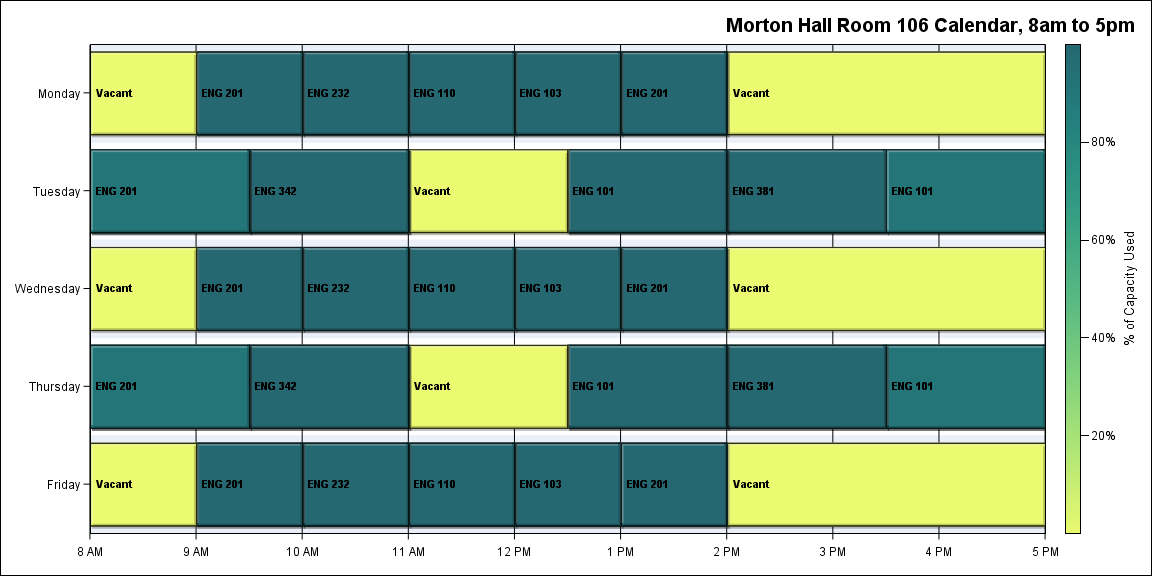 Morton Hall Room 106 Calendar, 8am to 5pm
Monday Vacant ENG 201 ENG 232 ENG 110 ENG 103 ENG 201 Vacant
Tuesday ENG 201 ENG 342 Vacant ENG 101 ENG 381 ENG 101
Wednesday Vacant ENG 201 ENG 232 ENG 110 ENG 103 ENG 201 Vacant
Thursday ENG 201 ENG 342 Vacant ENG 101 ENG 381 ENG 101
Friday Vacant ENG 201 ENG 232 ENG 110 ENG 103 ENG 201 Vacant
8 AM 9 AM 10 AM 11 AM 12 PM 1 PM 2 PM 3 PM 4 PM 5 PM
80%
60%
40%
20%
% of Capacity Used